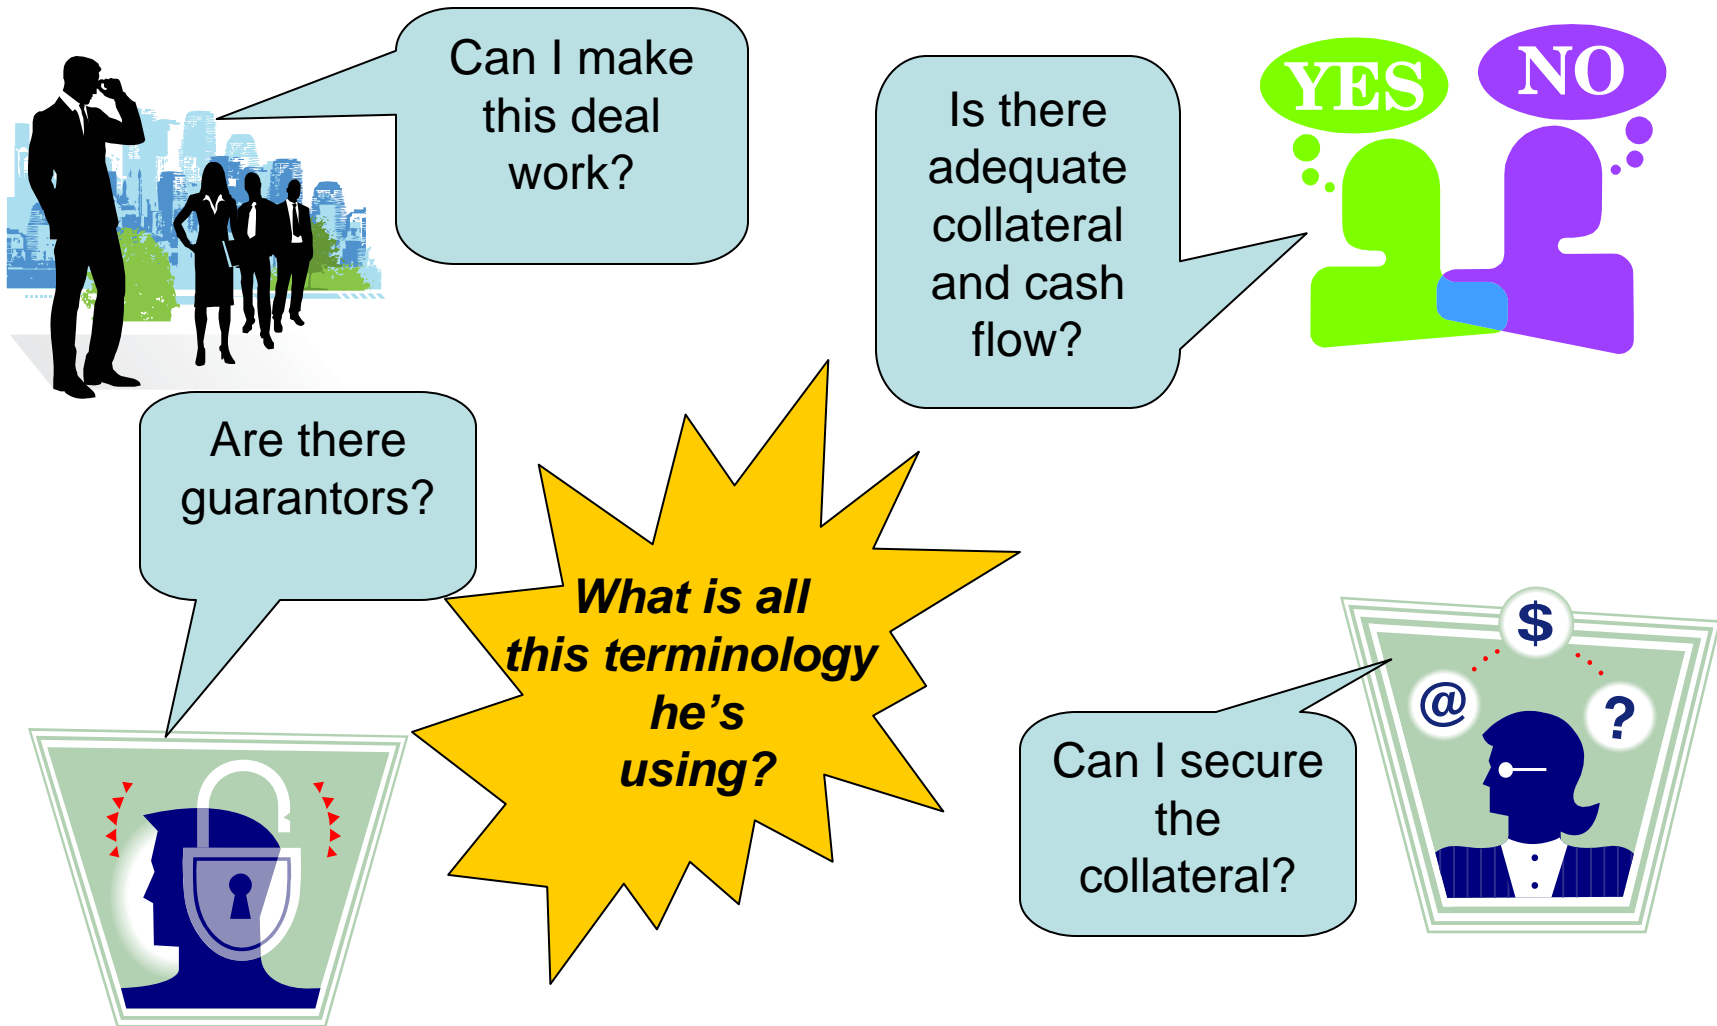 Can I make
this deal
work?
Is there
adequate
collateral
and cash
flow?
YES
NO
Are there
guarantors?
What is all
this terminology
he’s
using?
Can I secure
the
collateral?
$
@
?